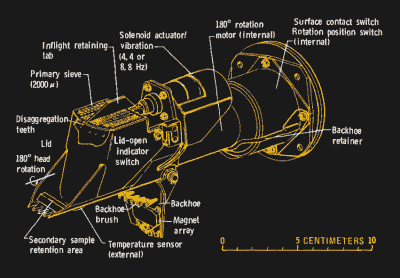 Inflight retaining
tab
Solenoid actuator/
vibration
(4, 4 or
8, 8 Hz)
180° rotation
motor (internal)
Surface contact switch
Rotation position switch
(internal)
Primary sieve
(2000 μ)
Disaggregation
teeth
Lid
180° head
rotation
Lid-open
indicator
switch
Backhoe
retainer
Backhoe
brush
Backhoe
Magnet
array
Secondary sample
retention area
Temperature sensor
(external)
0 5 CENTIMETERS 10